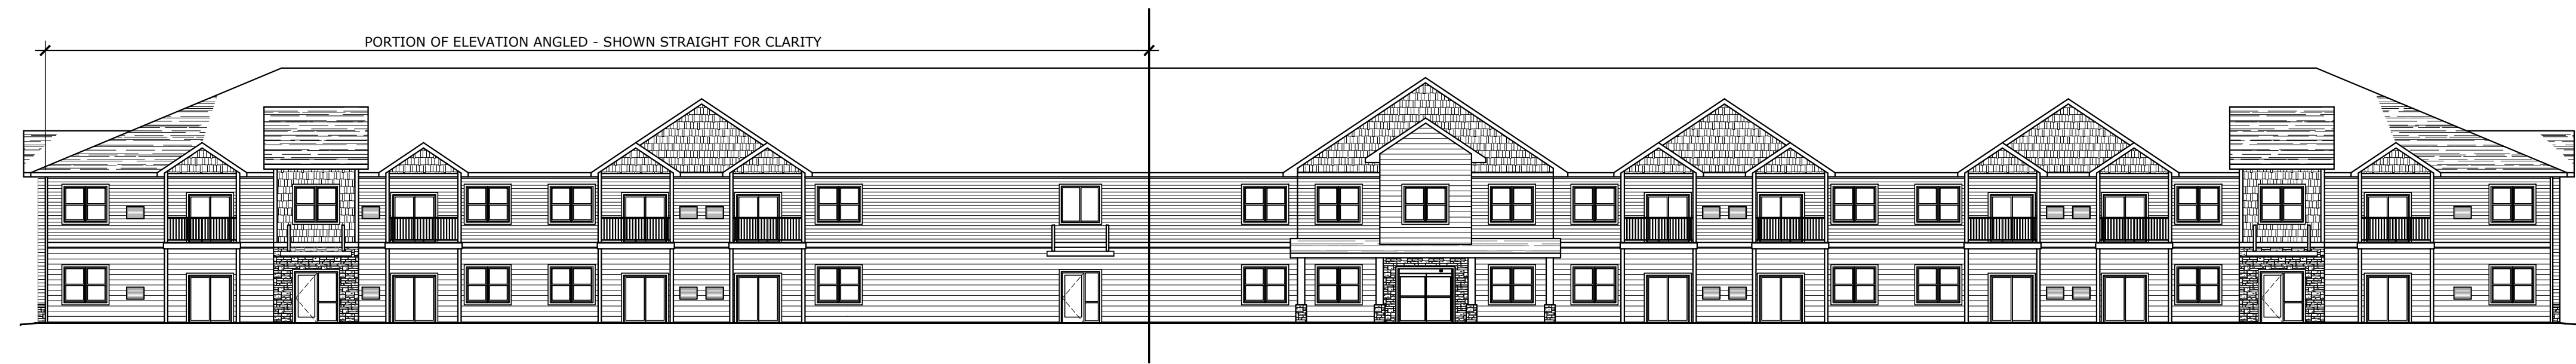 PORTION OF ELEVATION ANGLED - SHOWN STRAIGHT FOR CLARITY